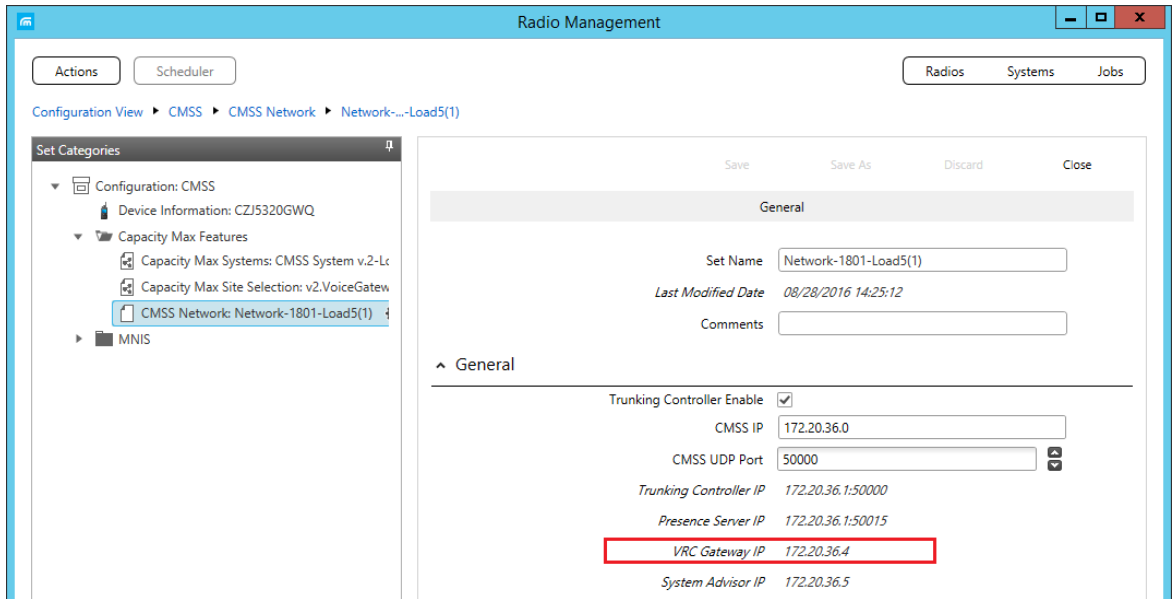 Radio Management
Actions Scheduler Radios Systems Jobs
Configuration View CMSS CMSS Network Network-...-Load5(1)
Set Categories
Configuration: CMSS
Device Information: CZJ5320GWQ
Capacity Max Features
Capacity Max Systems: CMSS System v.2-Lo
Capacity Max Site Selection: v2.VoiceGatew
CMSS Network: Network-1801-Load5(1)
MNIS
Save Save As Discard Close
General
Set Name Network-1801-Load5(1)
Last Modified Date 08/28/2016 14:25:12
Comments
General
Trunking Controller Enable
CMSS IP 172.20.36.0
CMSS UDP Port 50000
Trunking Controller IP 172.20.36.1:50000
Presence Server IP 172.20.36.1:50015
VRC Gateway IP 172.20.36.4
System Advisor IP 172.20.36.5